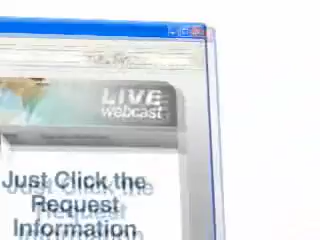 LIVE
webcast
Just Click the
Request
Information